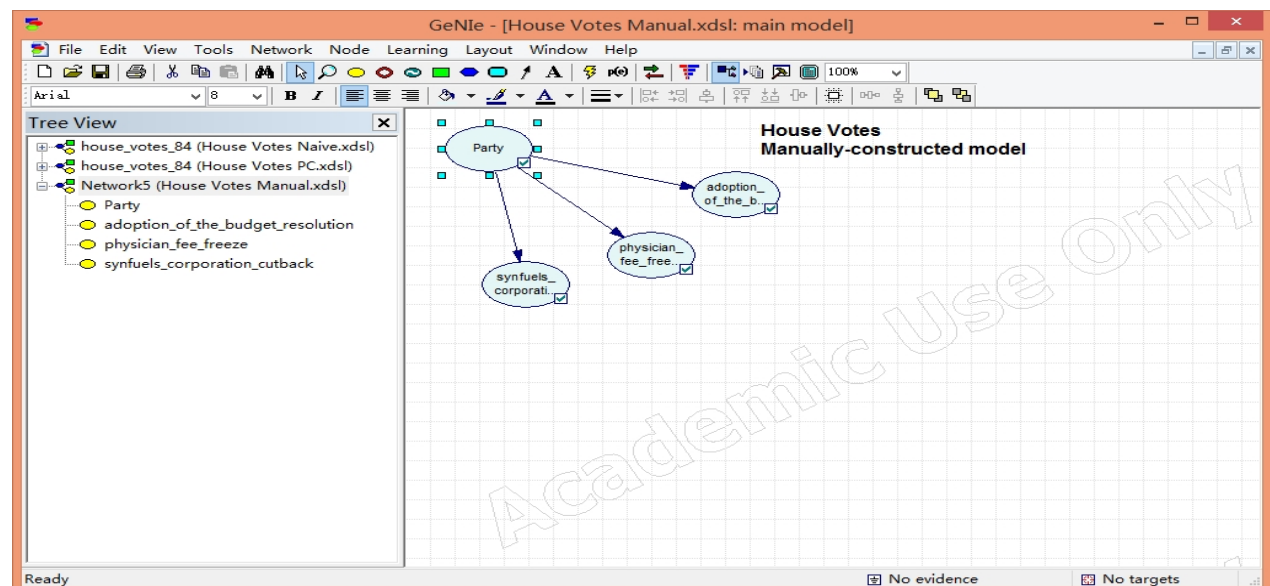 GeNIe - [House Votes Manual.xdsl: main model]
File Edit View Tools Network Node Learning Layout Window Help
A P(e) 100%
Arial 8 B I A
Tree View
house_votes_84 (House Votes Naive.xdsl)
house_votes_84 (House Votes PC.xdsl)
Network5 (House Votes Manual.xdsl)
Party
adoption_of_the_budget_resolution
physician_fee_freeze
synfuels_corporation_cutback
House Votes
Manually-constructed model
Party
adoption_
of_the_b...
physician_
fee_free...
synfuels_
corporati...
Academic Use Only
Ready No evidence No targets